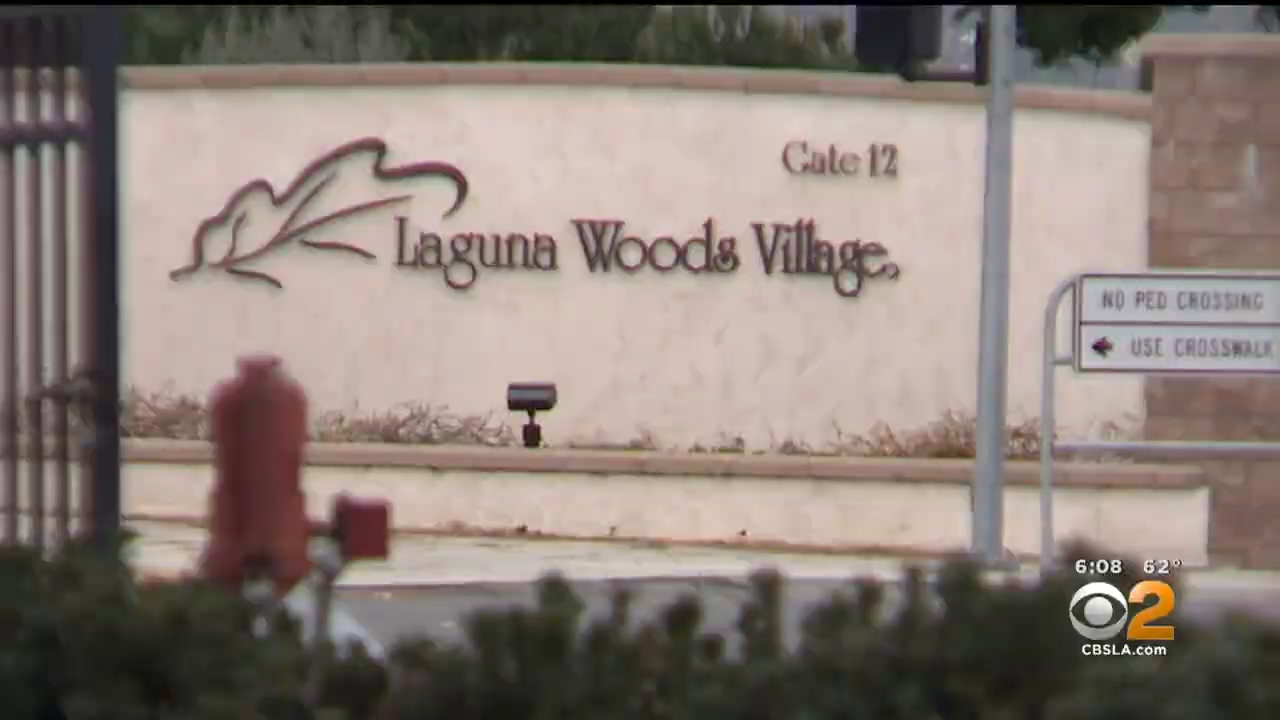 Gate 12
Laguna Woods Village
NO PED CROSSING
USE CROSSWALK
6:08 62°
2
CBSLA.com